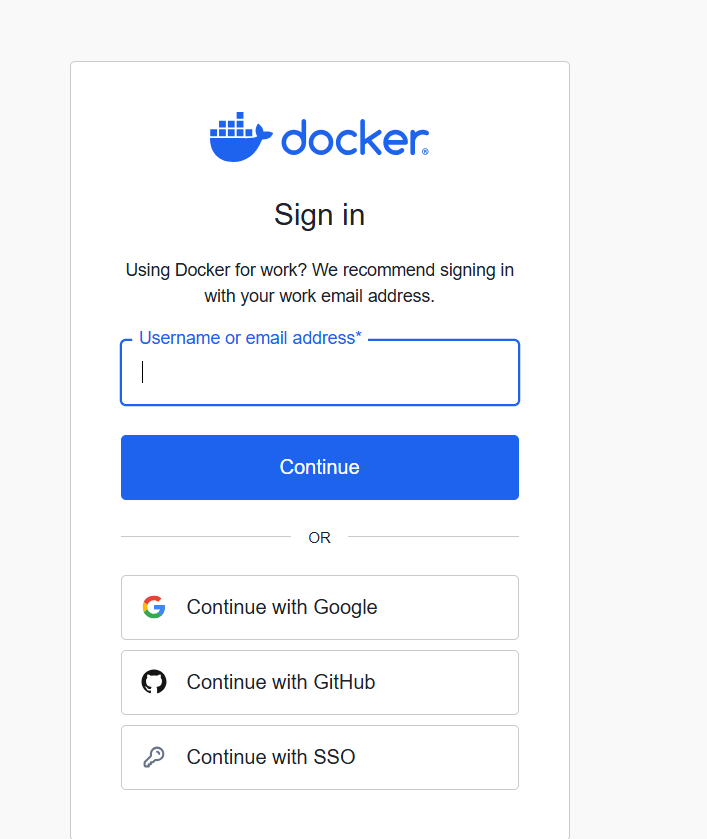 docker®
Sign in
Using Docker for work? We recommend signing in
with your work email address.
Username or email address*
Continue
OR
Continue with Google
Continue with GitHub
Continue with SSO